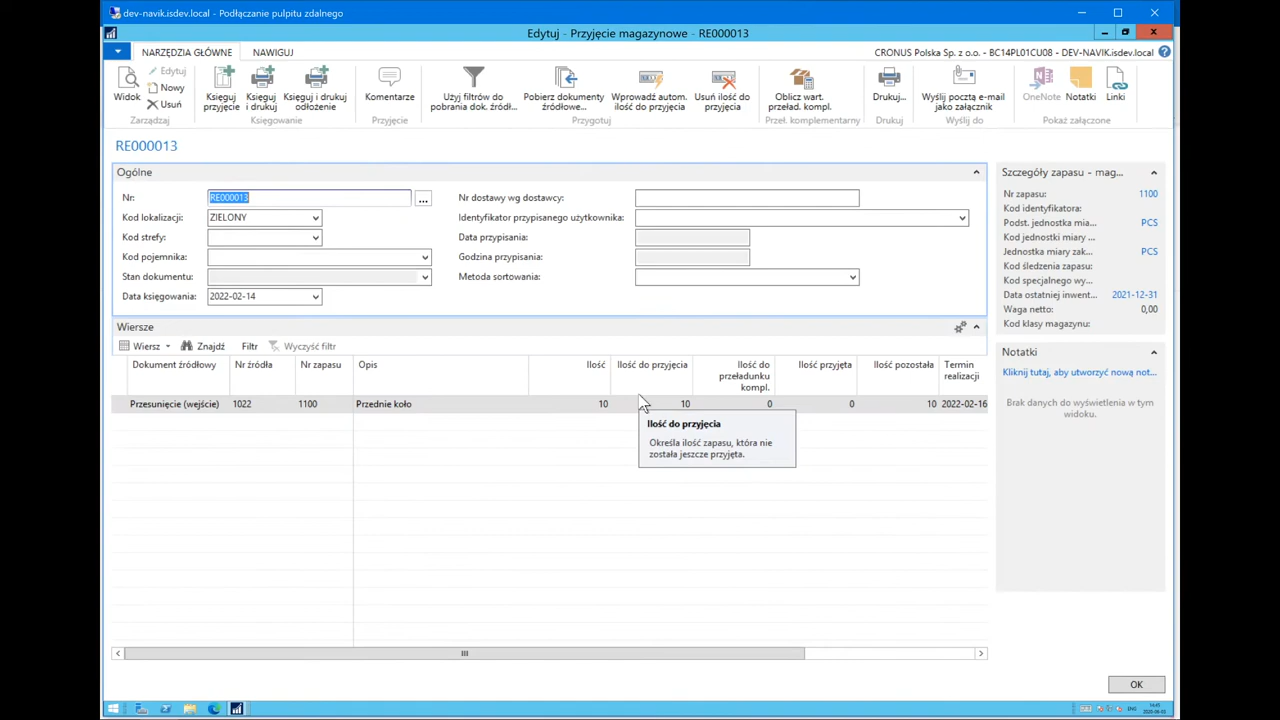 dev-navik.isdev.local - Podłączanie pulpitu zdalnego
Edytuj - Przyjęcie magazynowe - RE000013
NARZĘDZIA GŁÓWNE NAWIGUJ
CRONUS Polska Sp. z o.o. - BC14PL01CU08 - DEV-NAVIK.isdev.local
Widok
Edytuj
Nowy
Usuń
Zarządzaj
Księguj przyjęcie
Księguj i drukuj
Księguj i drukuj odłożenie
Księgowanie
Komentarze
Przyjęcie
Użyj filtrów do pobrania dok. źródł...
Pobierz dokumenty źródłowe...
Wprowadź autom. ilość do przyjęcia
Usuń ilość do przyjęcia
Przygotuj
Oblicz wart. przeład. kompl.
Przeł. komplementarny
Drukuj...
Drukuj
Wyślij pocztą e-mail jako załącznik
Wyślij do
OneNote
Notatki
Linki
Pokaż załączone
RE000013
Ogólne
Nr: RE000013
Kod lokalizacji: ZIELONY
Kod strefy:
Kod pojemnika:
Stan dokumentu:
Data księgowania: 2022-02-14
Nr dostawy wg dostawcy:
Identyfikator przypisanego użytkownika:
Data przypisania:
Godzina przypisania:
Metoda sortowania:
Wiersze
Wiersz Znajdź Filtr Wyczyść filtr
Dokument źródłowy Nr źródła Nr zapasu Opis Ilość Ilość do przyjęcia Ilość do przeładunku kompl. Ilość przyjęta Ilość pozostała Termin realizacji
Przesunięcie (wejście) 1022 1100 Przednie koło 10 10 0 0 10 2022-02-16
Ilość do przyjęcia
Określa ilość zapasu, która nie
została jeszcze przyjęta.
Szczegóły zapasu - mag...
Nr zapasu: 1100
Kod identyfikatora:
Podst. jednostka mia... PCS
Kod jednostki miary ...
Jednostka miary zak... PCS
Kod śledzenia zapasu:
Kod specjalnego wy...
Data ostatniej inwent... 2021-12-31
Waga netto: 0,00
Kod klasy magazynu:
Notatki
Kliknij tutaj, aby utworzyć nową not...
Brak danych do wyświetlenia w tym
widoku.
OK
ENG
14:45